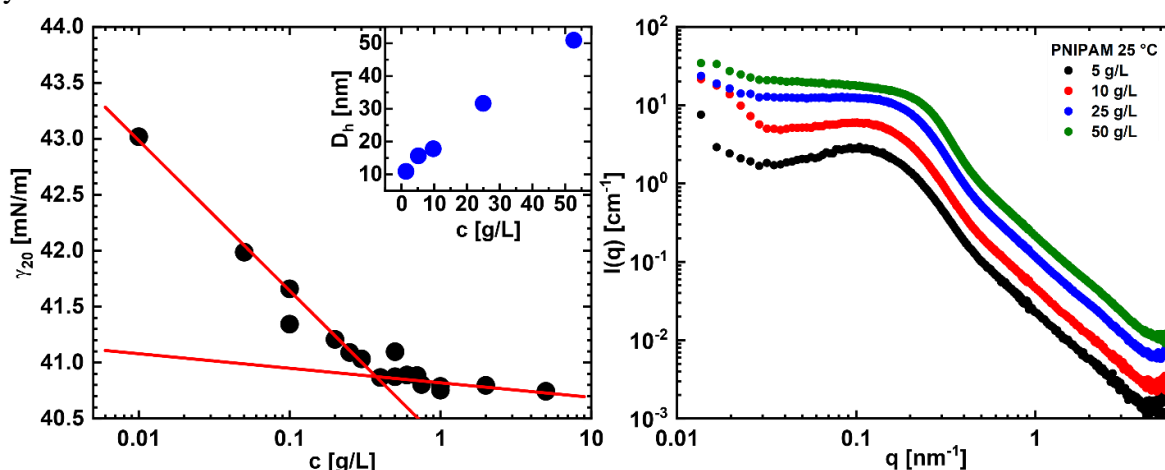 44.0
43.5
43.0
42.5
42.0
41.5
41.0
40.5
γ20 [mN/m]
0.01
0.1
1
10
c [g/L]
50
40
30
20
10
Dh [nm]
0
10
20
30
40
50
c [g/L]
10²
10¹
10⁰
10⁻¹
10⁻²
10⁻³
I(q) [cm⁻¹]
0.01
0.1
1
q [nm⁻¹]
PNIPAM 25 °C
5 g/L
10 g/L
25 g/L
50 g/L